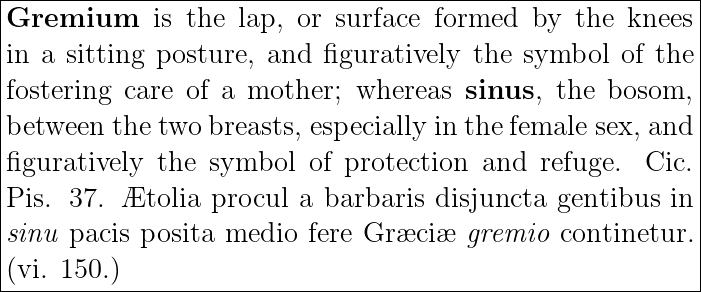 Gremium is the lap, or surface formed by the knees
in a sitting posture, and figuratively the symbol of the
fostering care of a mother; whereas sinus, the bosom,
between the two breasts, especially in the female sex, and
figuratively the symbol of protection and refuge. Cic.
Pis. 37. Ætolia procul a barbaris disjuncta gentibus in
sinu pacis posita medio fere Græciæ gremio continetur.
(vi. 150.)